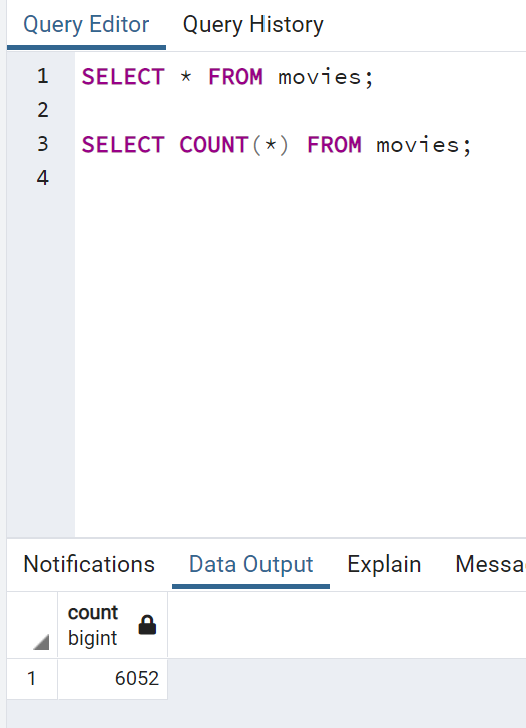 Query Editor Query History
1 SELECT * FROM movies;
2
3 SELECT COUNT(*) FROM movies;
4
Notifications Data Output Explain Messa
count
bigint
1 6052